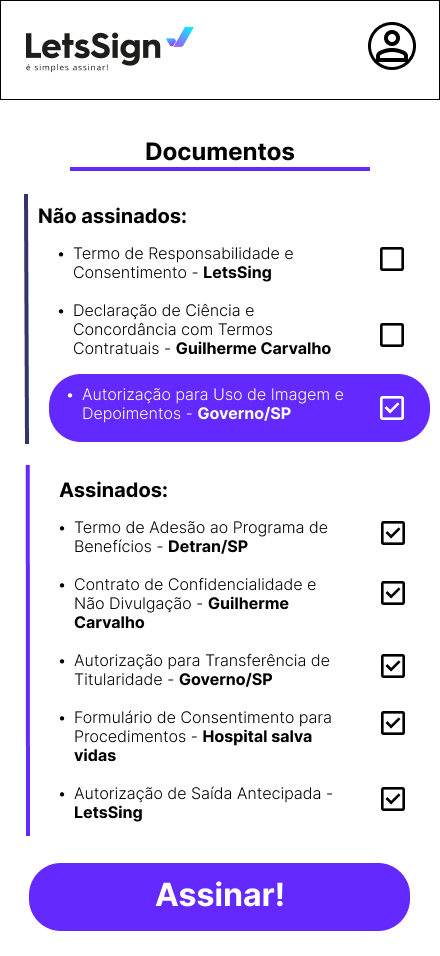 LetsSign
é simples assinar!
Documentos
Não assinados:
• Termo de Responsabilidade e
Consentimento - LetsSing
• Declaração de Ciência e
Concordância com Termos
Contratuais - Guilherme Carvalho
• Autorização para Uso de Imagem e
Depoimentos - Governo/SP
Assinados:
• Termo de Adesão ao Programa de
Benefícios - Detran/SP
• Contrato de Confidencialidade e
Não Divulgação - Guilherme
Carvalho
• Autorização para Transferência de
Titularidade - Governo/SP
• Formulário de Consentimento para
Procedimentos - Hospital salva
vidas
• Autorização de Saída Antecipada -
LetsSing
Assinar!